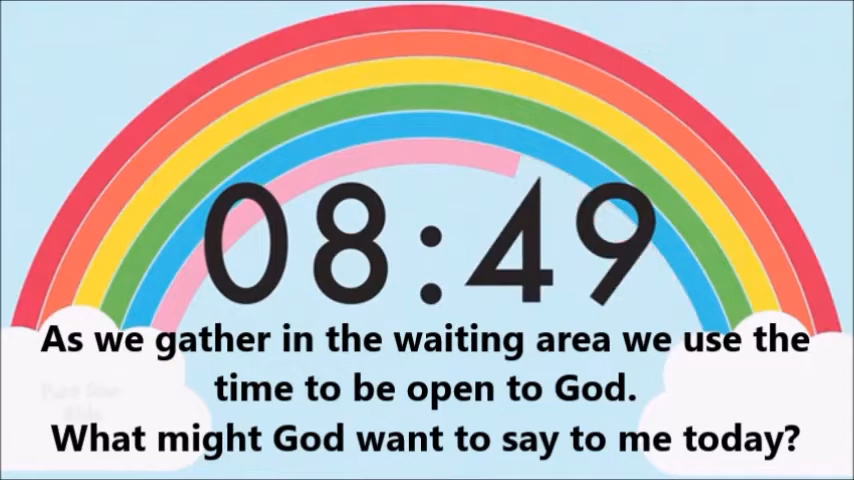 08:49
As we gather in the waiting area we use the
time to be open to God.
What might God want to say to me today?